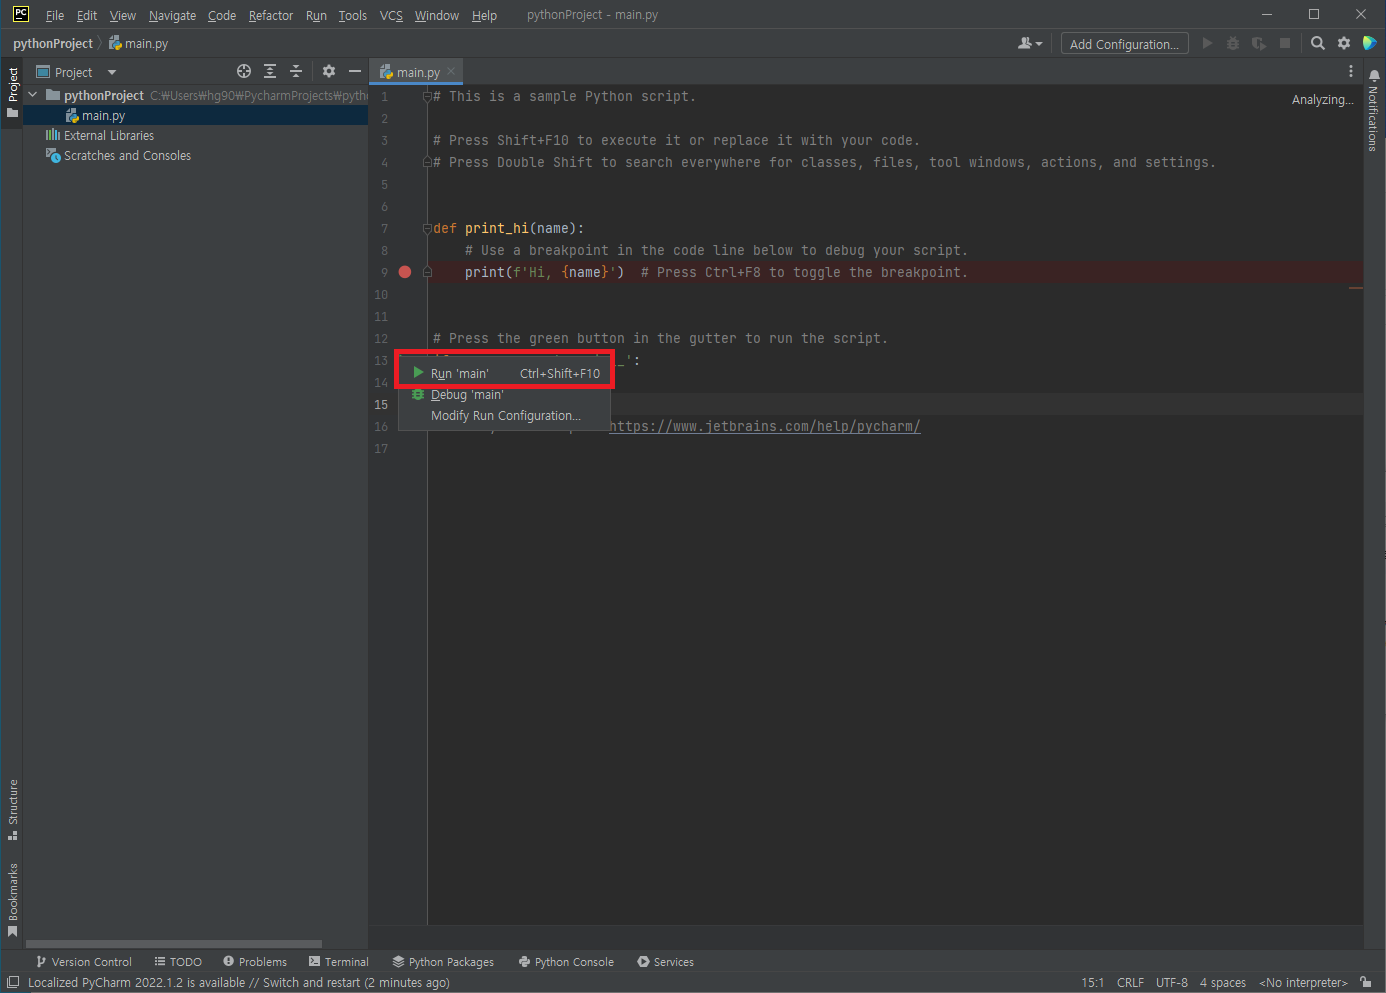 PC File Edit View Navigate Code Refactor Run Tools VCS Window Help pythonProject - main.py
pythonProject main.py Add Configuration...
Project
Project
main.py
pythonProject C:₩Users₩hg90₩PycharmProjects₩pyth
main.py
External Libraries
Scratches and Consoles
1 # This is a sample Python script.
Analyzing...
2
3 # Press Shift+F10 to execute it or replace it with your code.
4 # Press Double Shift to search everywhere for classes, files, tool windows, actions, and settings.
5
6
7 def print_hi(name):
8 # Use a breakpoint in the code line below to debug your script.
9 print(f'Hi, {name}') # Press Ctrl+F8 to toggle the breakpoint.
10
11
12 # Press the green button in the gutter to run the script.
13 _':
Run 'main' Ctrl+Shift+F10
14
Debug 'main'
15
Modify Run Configuration...
16 https://www.jetbrains.com/help/pycharm/
17
Notifications
Structure
Bookmarks
Version Control TODO Problems Terminal Python Packages Python Console Services
Localized PyCharm 2022.1.2 is available // Switch and restart (2 minutes ago) 15:1 CRLF UTF-8 4 spaces <No interpreter>